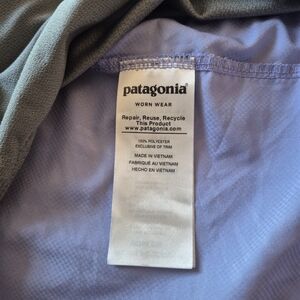 patagonia®
WORN WEAR
Repair, Reuse, Recycle
This Product
www.patagonia.com
100% POLYESTER
EXCLUSIVE OF TRIM
MADE IN VIETNAM
FABRIQUÉ AU VIETNAM
HECHO EN VIETNAM